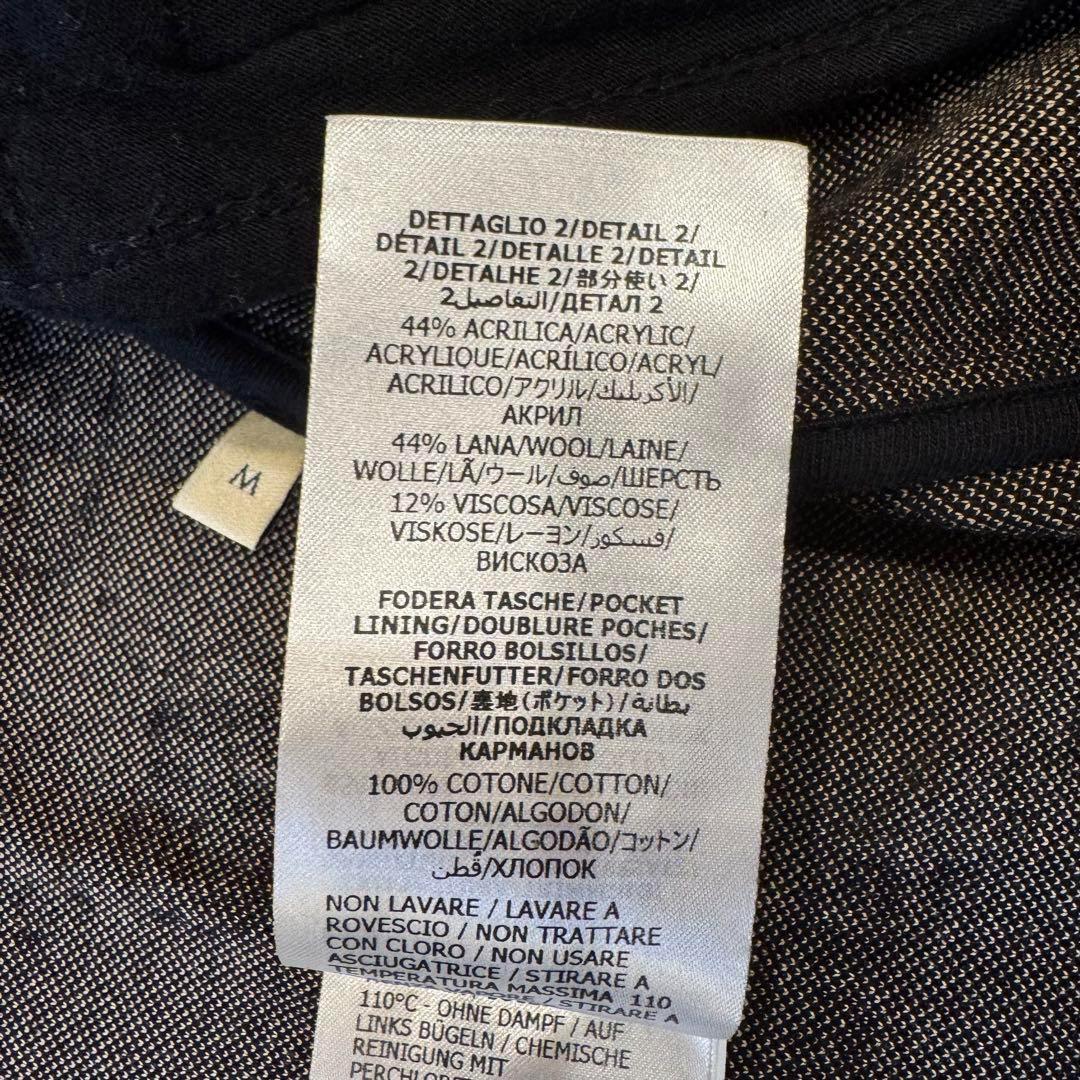 DETTAGLIO 2/DETAIL 2/
DÉTAIL 2/DETALLE 2/DETAIL
2/DETALHE 2/部分使い 2/
التفاصيل2/ДЕТАЛ 2
44% ACRILICA/ACRYLIC/
ACRYLIQUE/ACRÍLICO/ACRYL/
ACRILICO/アクリル/الأكريليك/
АКРИЛ
44% LANA/WOOL/LAINE/
WOLLE/LÃ/ウール/صوف/ШЕРСТЬ
12% VISCOSA/VISCOSE/
VISKOSE/レーヨン/فسكوز/
ВИСКОЗА
FODERA TASCHE/POCKET
LINING/DOUBLURE POCHES/
FORRO BOLSILLOS/
TASCHENFUTTER/FORRO DOS
BOLSOS/裏地(ポケット)/بطانة
الجيوب/ПОДКЛАДКА
КАРМАНОВ
100% COTONE/COTTON/
COTON/ALGODON/
BAUMWOLLE/ALGODÃO/コットン/
قطن/ХЛОПОК
NON LAVARE / LAVARE A
ROVESCIO / NON TRATTARE
CON CLORO / NON USARE
ASCIUGATRICE / STIRARE A
TEMPERATURA MASSIMA 110
/ STIRARE A
110°C - OHNE DAMPF / AUF
LINKS BÜGELN / CHEMISCHE
REINIGUNG MIT
M